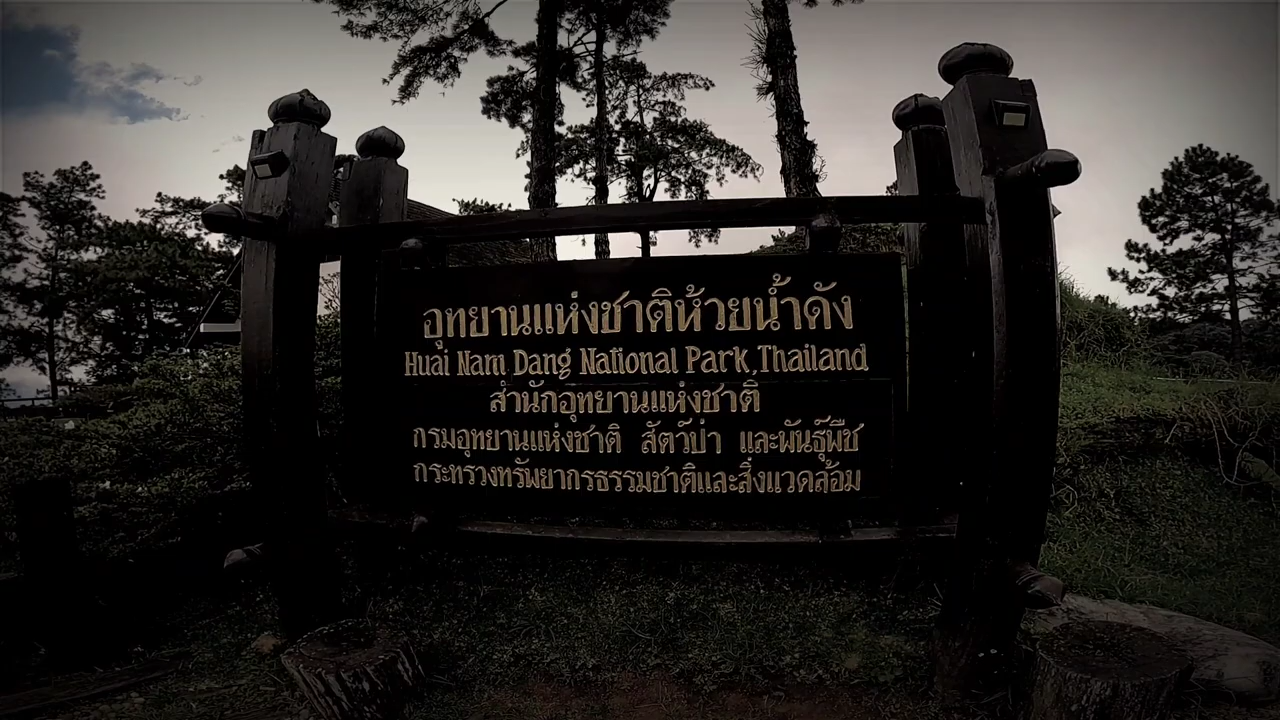 อุทยานแห่งชาติห้วยน้ำดัง
Huai Nam Dang National Park,Thailand
สำนักอุทยานแห่งชาติ
กรมอุทยานแห่งชาติ สัตว์ป่า และพันธุ์พืช
กระทรวงทรัพยากรธรรมชาติและสิ่งแวดล้อม